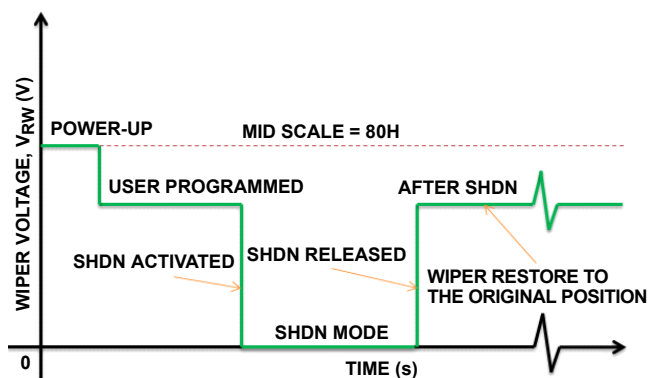 WIPER VOLTAGE, VRW (V)
POWER-UP
MID SCALE = 80H
USER PROGRAMMED
AFTER SHDN
SHDN ACTIVATED
SHDN RELEASED
WIPER RESTORE TO
THE ORIGINAL POSITION
SHDN MODE
0
TIME (s)